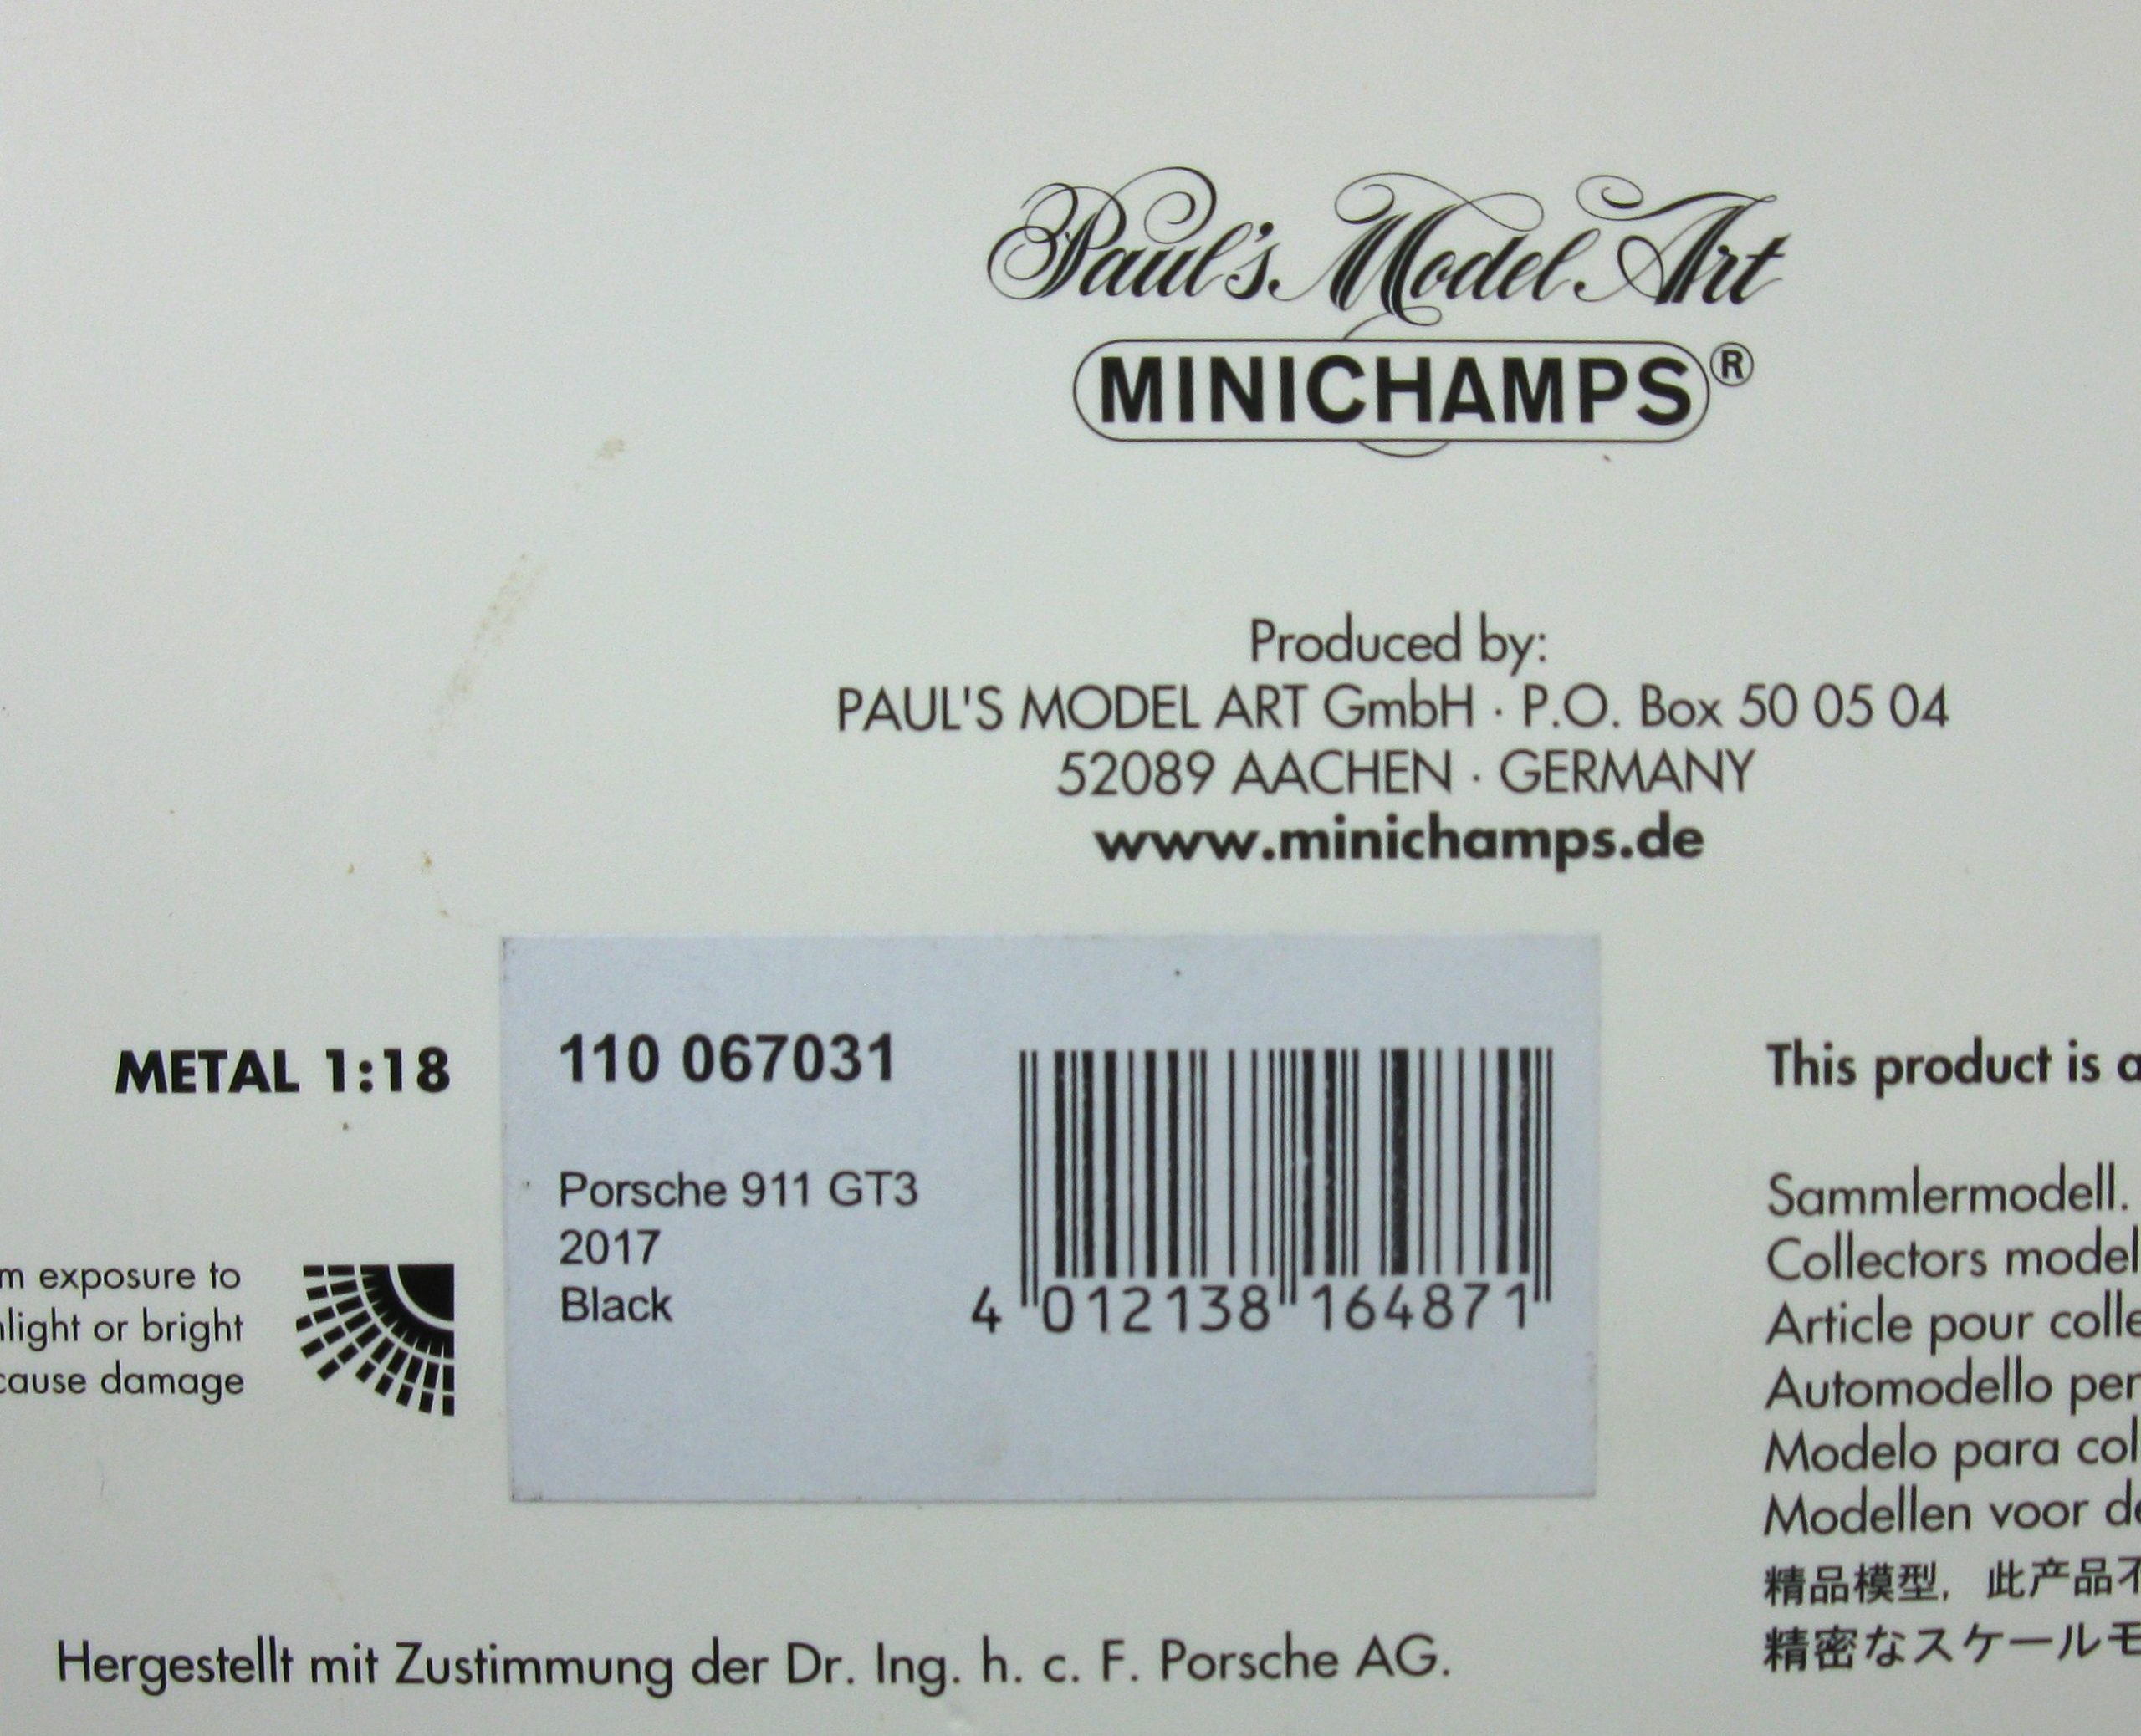 Paul's Model Art
MINICHAMPS®
Produced by:
PAUL'S MODEL ART GmbH · P.O. Box 50 05 04
52089 AACHEN · GERMANY
www.minichamps.de
METAL 1:18
m exposure to
light or bright
cause damage
110 067031
Porsche 911 GT3
2017
Black
4 012138 164871
This product is a
Sammlermodell.
Collectors model
Article pour colle
Automodello per
Modelo para col
Modellen voor de
精品模型, 此产品不
精密なスケールモ
Hergestellt mit Zustimmung der Dr. Ing. h. c. F. Porsche AG.